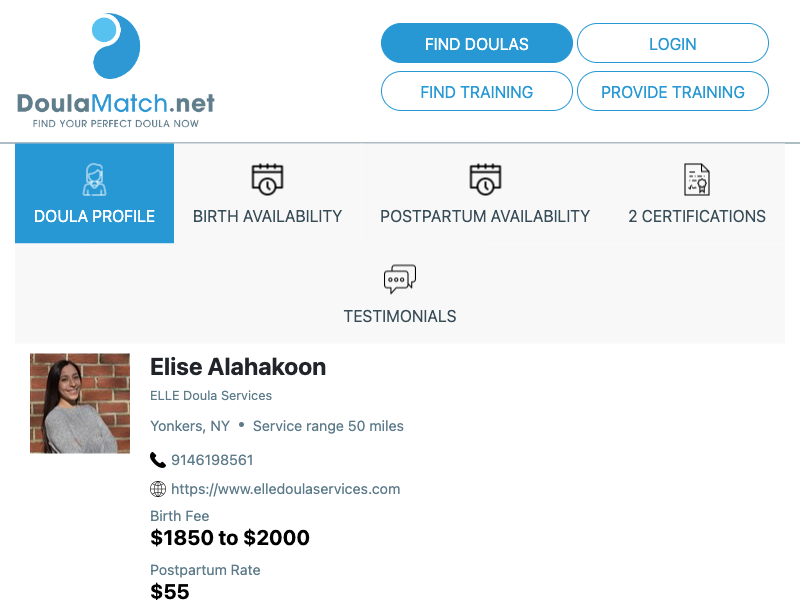 DoulaMatch.net
FIND YOUR PERFECT DOULA NOW
FIND DOULAS
LOGIN
FIND TRAINING
PROVIDE TRAINING
DOULA PROFILE
BIRTH AVAILABILITY
POSTPARTUM AVAILABILITY
2 CERTIFICATIONS
TESTIMONIALS
Elise Alahakoon
ELLE Doula Services
Yonkers, NY • Service range 50 miles
9146198561
https://www.elledoulaservices.com
Birth Fee
$1850 to $2000
Postpartum Rate
$55